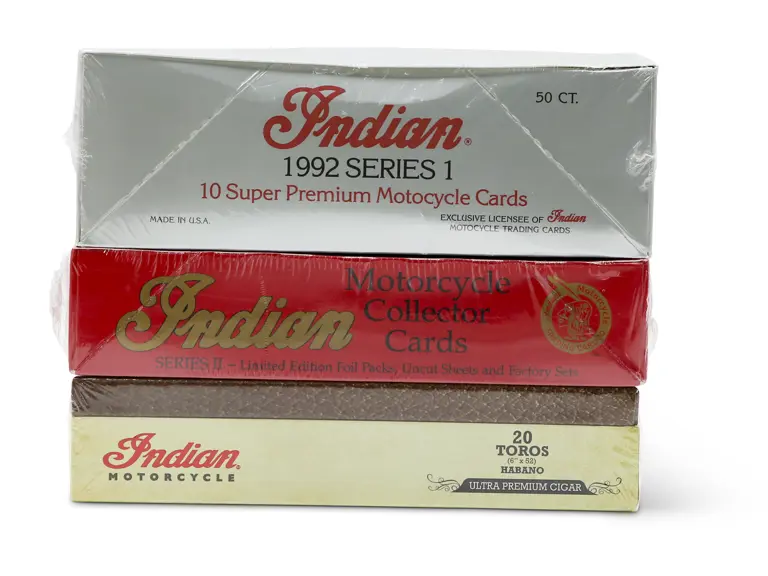 50 CT.
Indian®
1992 SERIES 1
10 Super Premium Motocycle Cards
MADE IN U.S.A.
EXCLUSIVE LICENSEE OF Indian
MOTOCYCLE TRADING CARDS
Indian
Motorcycle
Collector
Cards
SERIES II – Limited Edition Foil Packs, Uncut Sheets and Factory Sets
Motorcycle
Indian®
MOTORCYCLE
20
TOROS
(6" x 52)
HABANO
ULTRA PREMIUM CIGAR